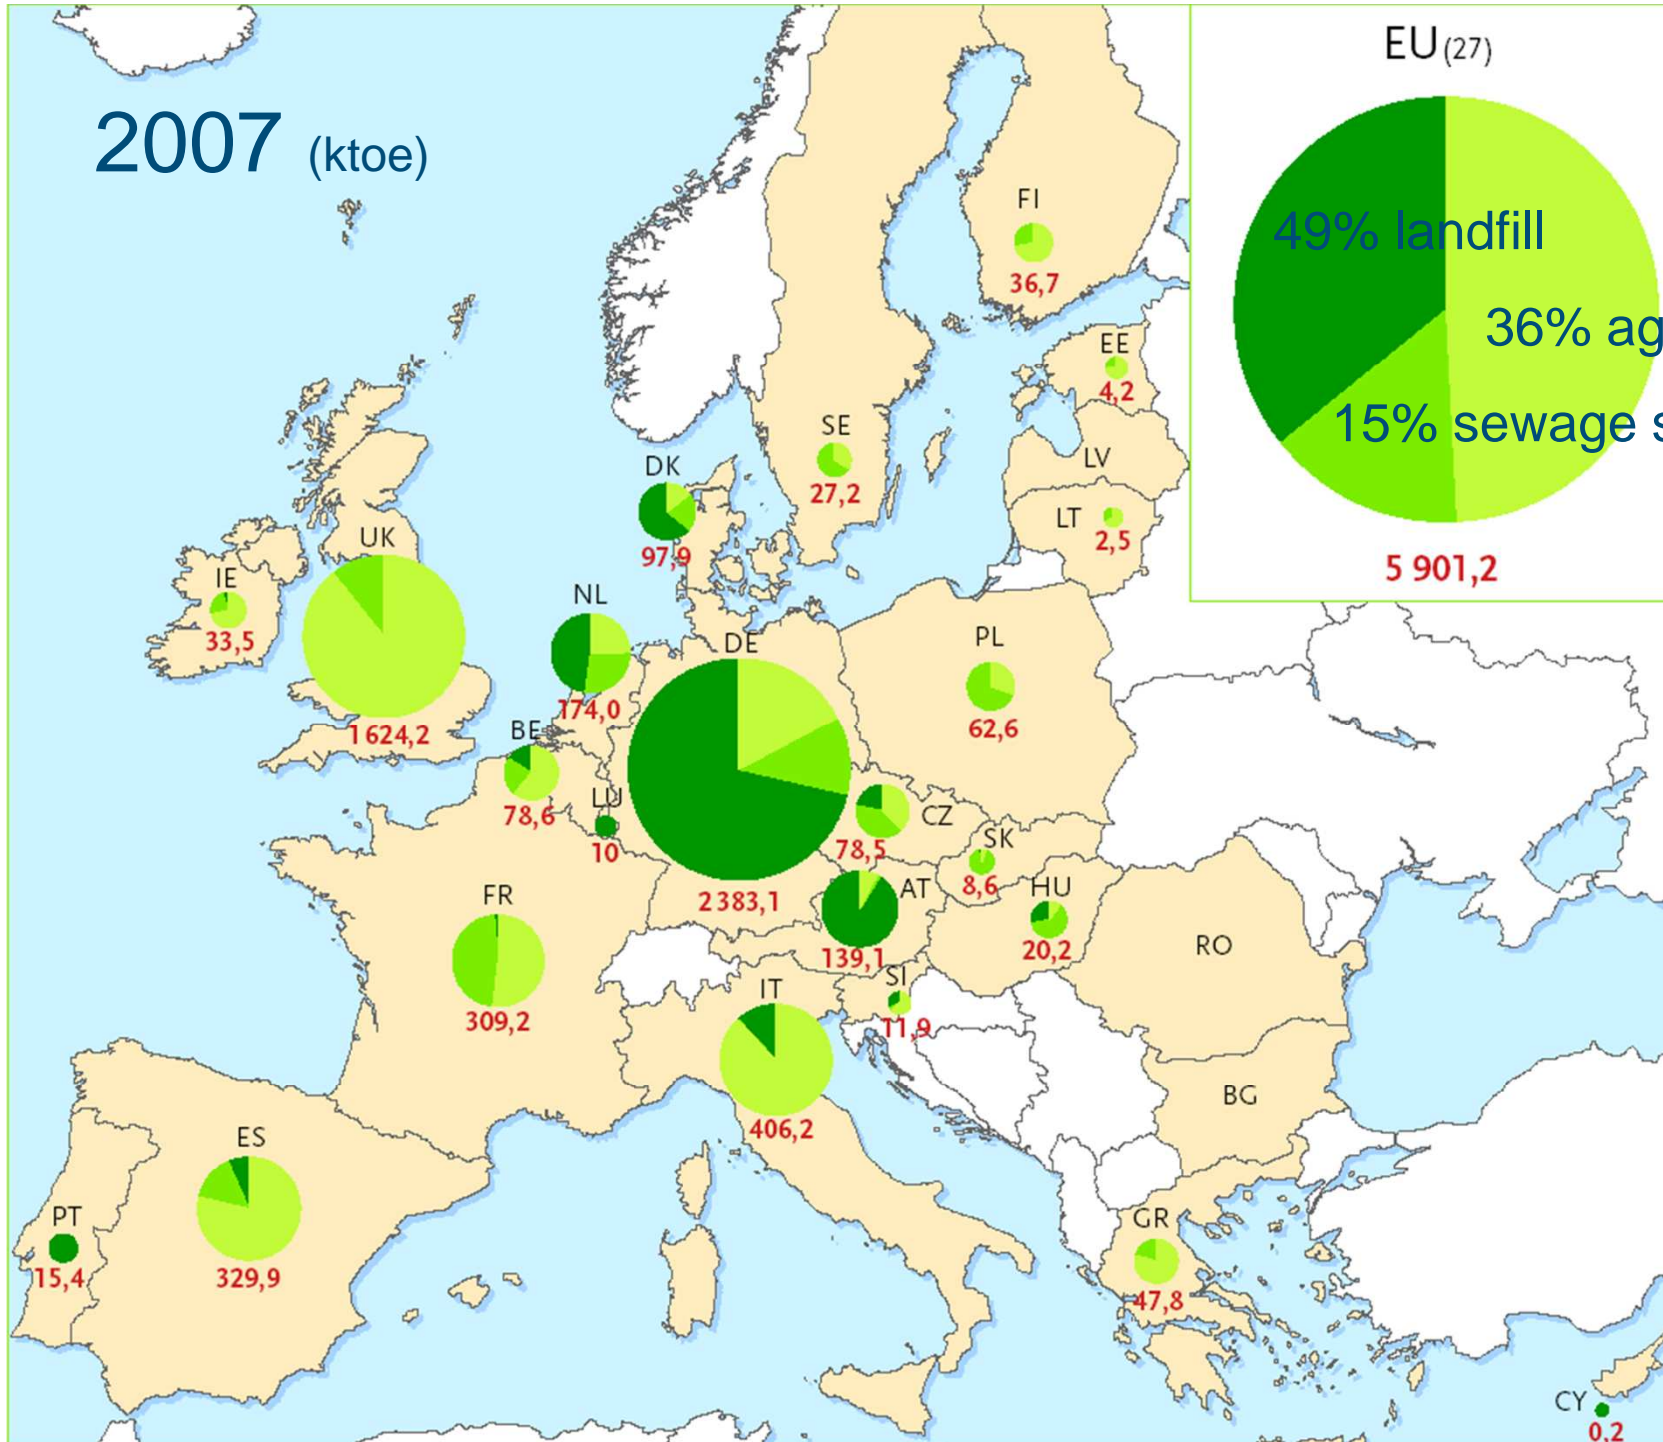 2007 (ktoe)
EU(27)
49% landfill
36% ag
15% sewage s
5 901,2
FI
36,7
EE
4,2
SE
27,2
LV
LT
2,5
DK
97,9
UK
1 624,2
IE
33,5
NL
174,0
DE
2 383,1
PL
62,6
BE
78,6
LU
10
CZ
78,5
SK
8,6
AT
139,1
HU
20,2
RO
FR
309,2
SI
11,9
IT
406,2
BG
ES
329,9
PT
15,4
GR
47,8
CY
0,2